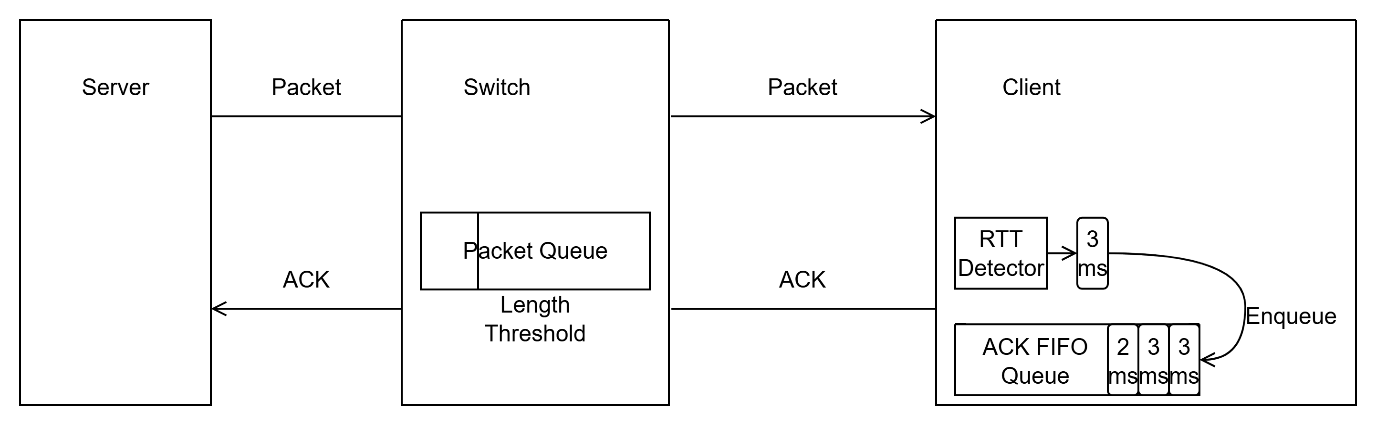 Server
Packet
Switch
Packet
Client
Packet Queue
Length
Threshold
ACK
ACK
RTT
Detector
3
ms
Enqueue
ACK FIFO
Queue
2
ms
3
ms
3
ms